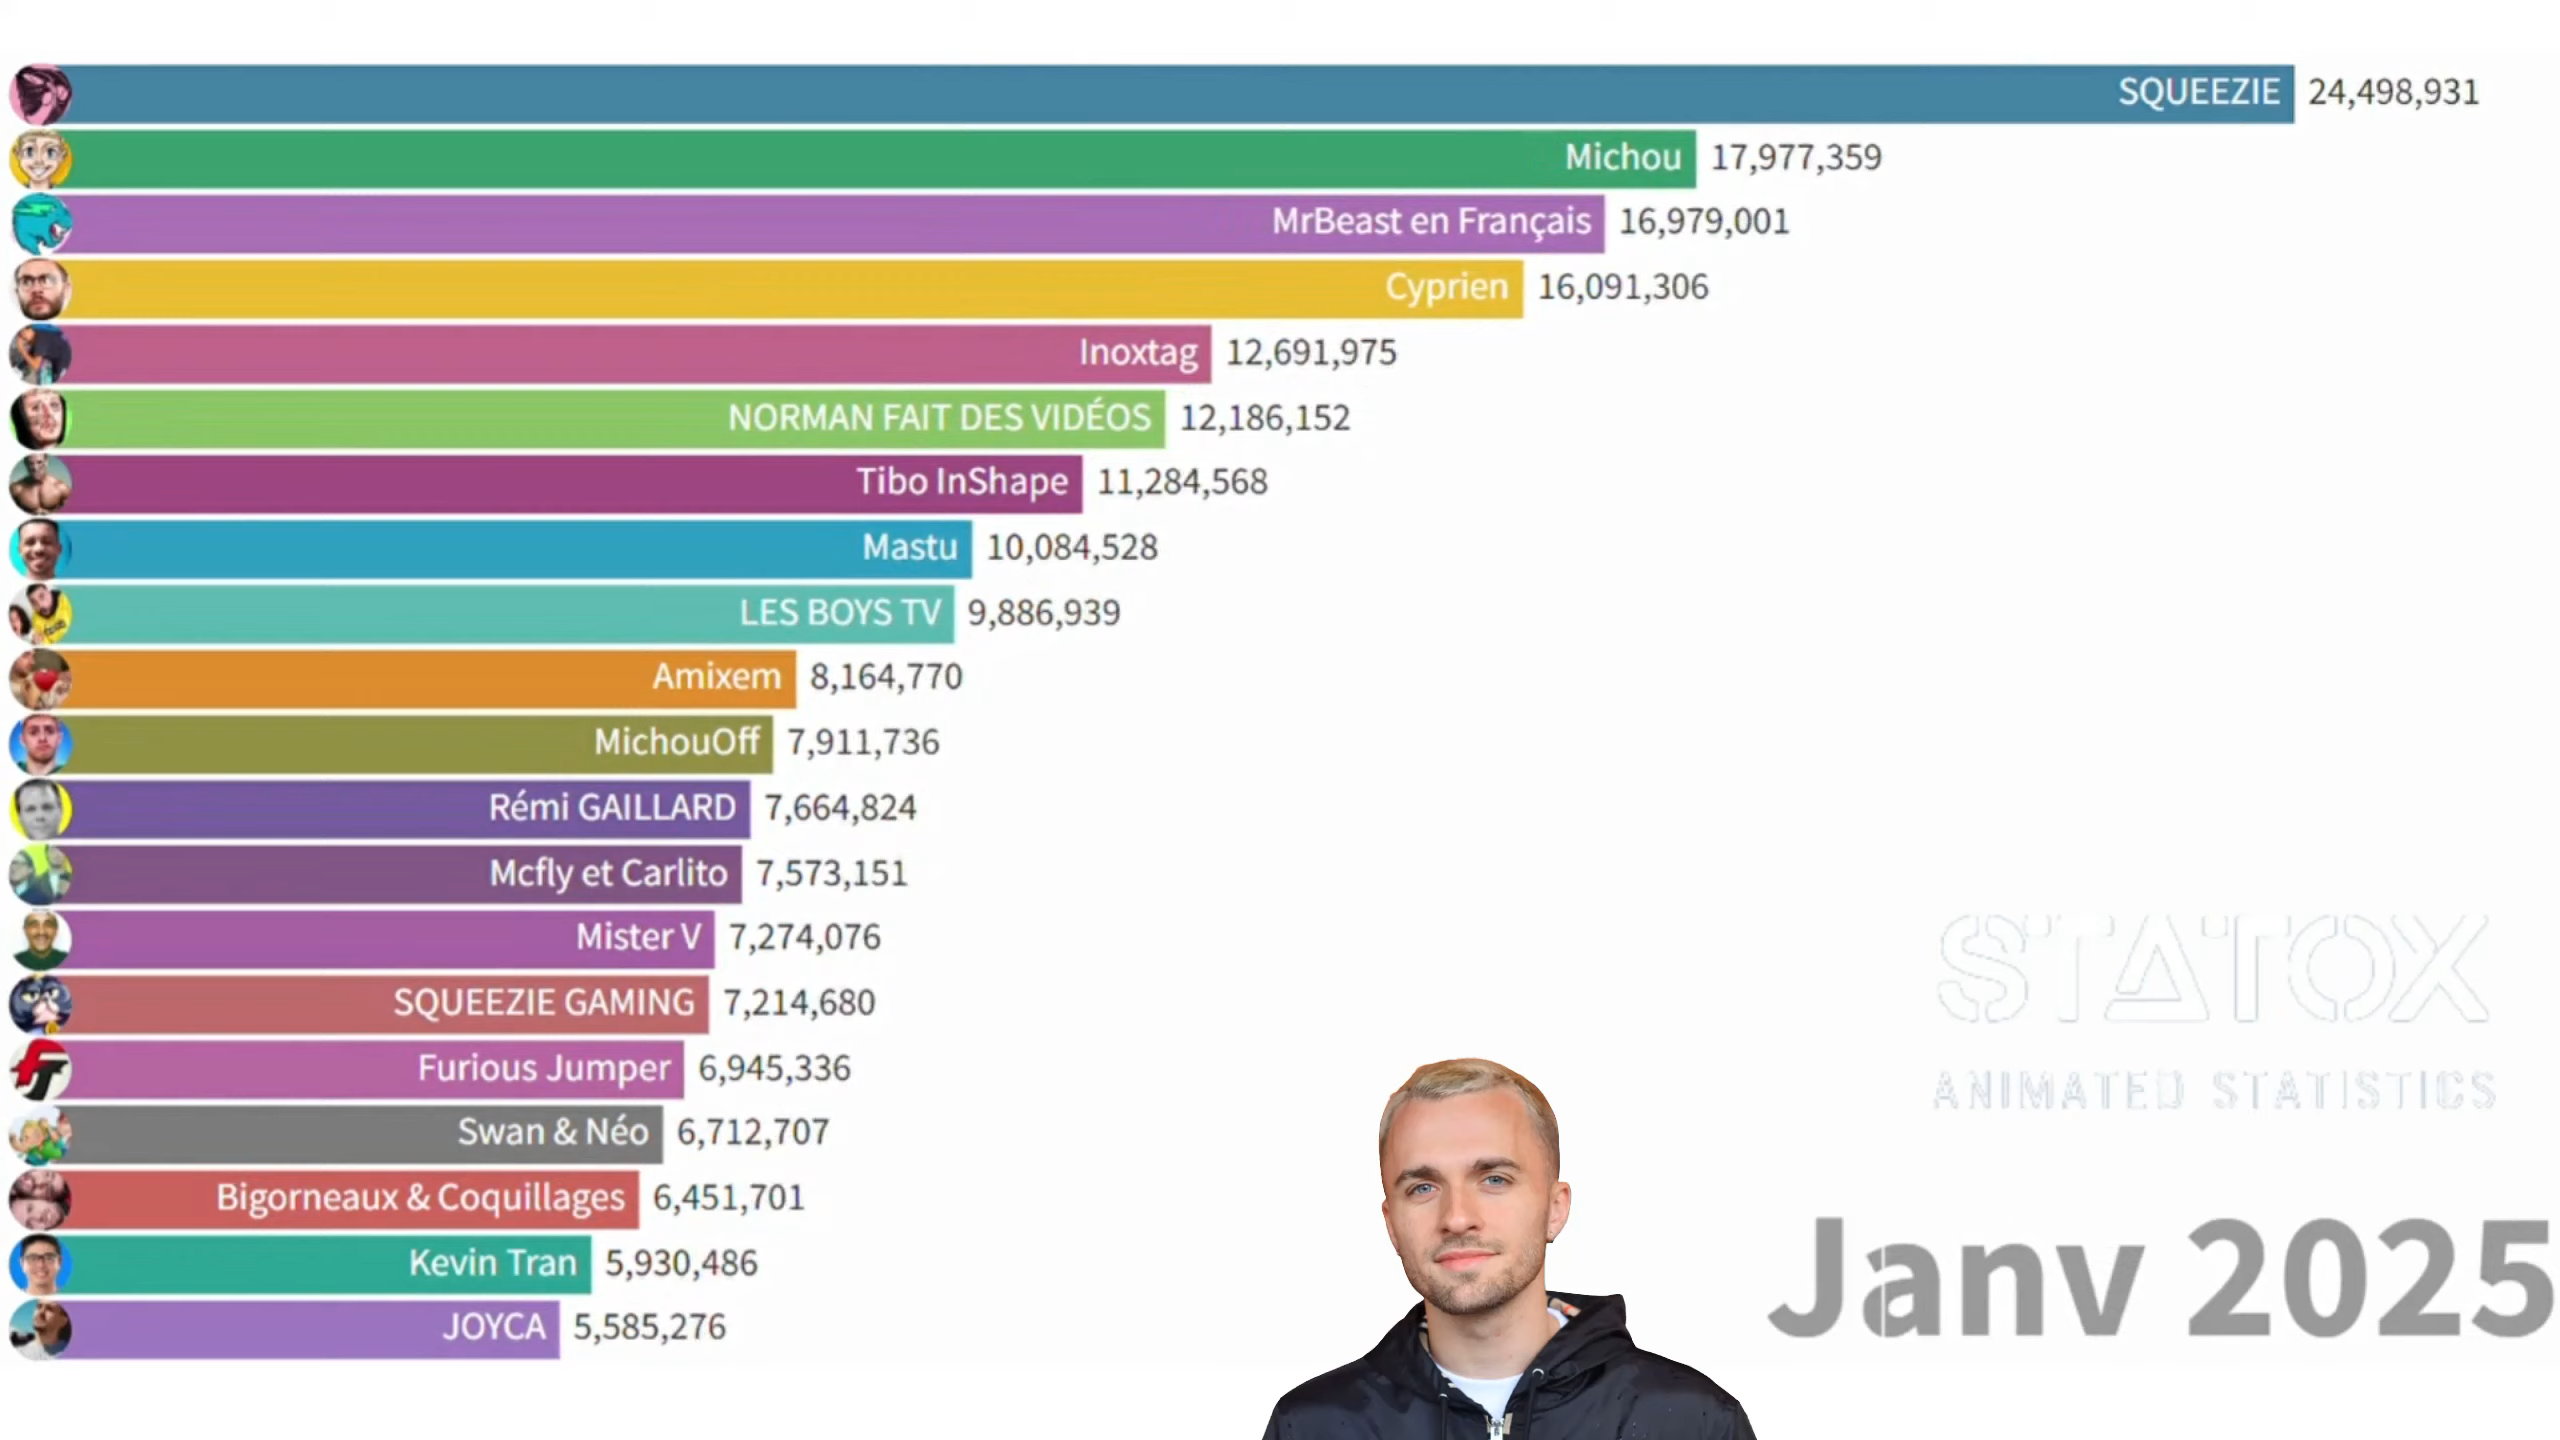 SQUEEZIE 24,498,931
Michou 17,977,359
MrBeast en Français 16,979,001
Cyprien 16,091,306
Inoxtag 12,691,975
NORMAN FAIT DES VIDÉOS 12,186,152
Tibo InShape 11,284,568
Mastu 10,084,528
LES BOYS TV 9,886,939
Amixem 8,164,770
MichouOff 7,911,736
Rémi GAILLARD 7,664,824
Mcfly et Carlito 7,573,151
Mister V 7,274,076
SQUEEZIE GAMING 7,214,680
Furious Jumper 6,945,336
Swan & Néo 6,712,707
Bigorneaux & Coquillages 6,451,701
Kevin Tran 5,930,486
JOYCA 5,585,276
STATOX
ANIMATED STATISTICS
Janv 2025